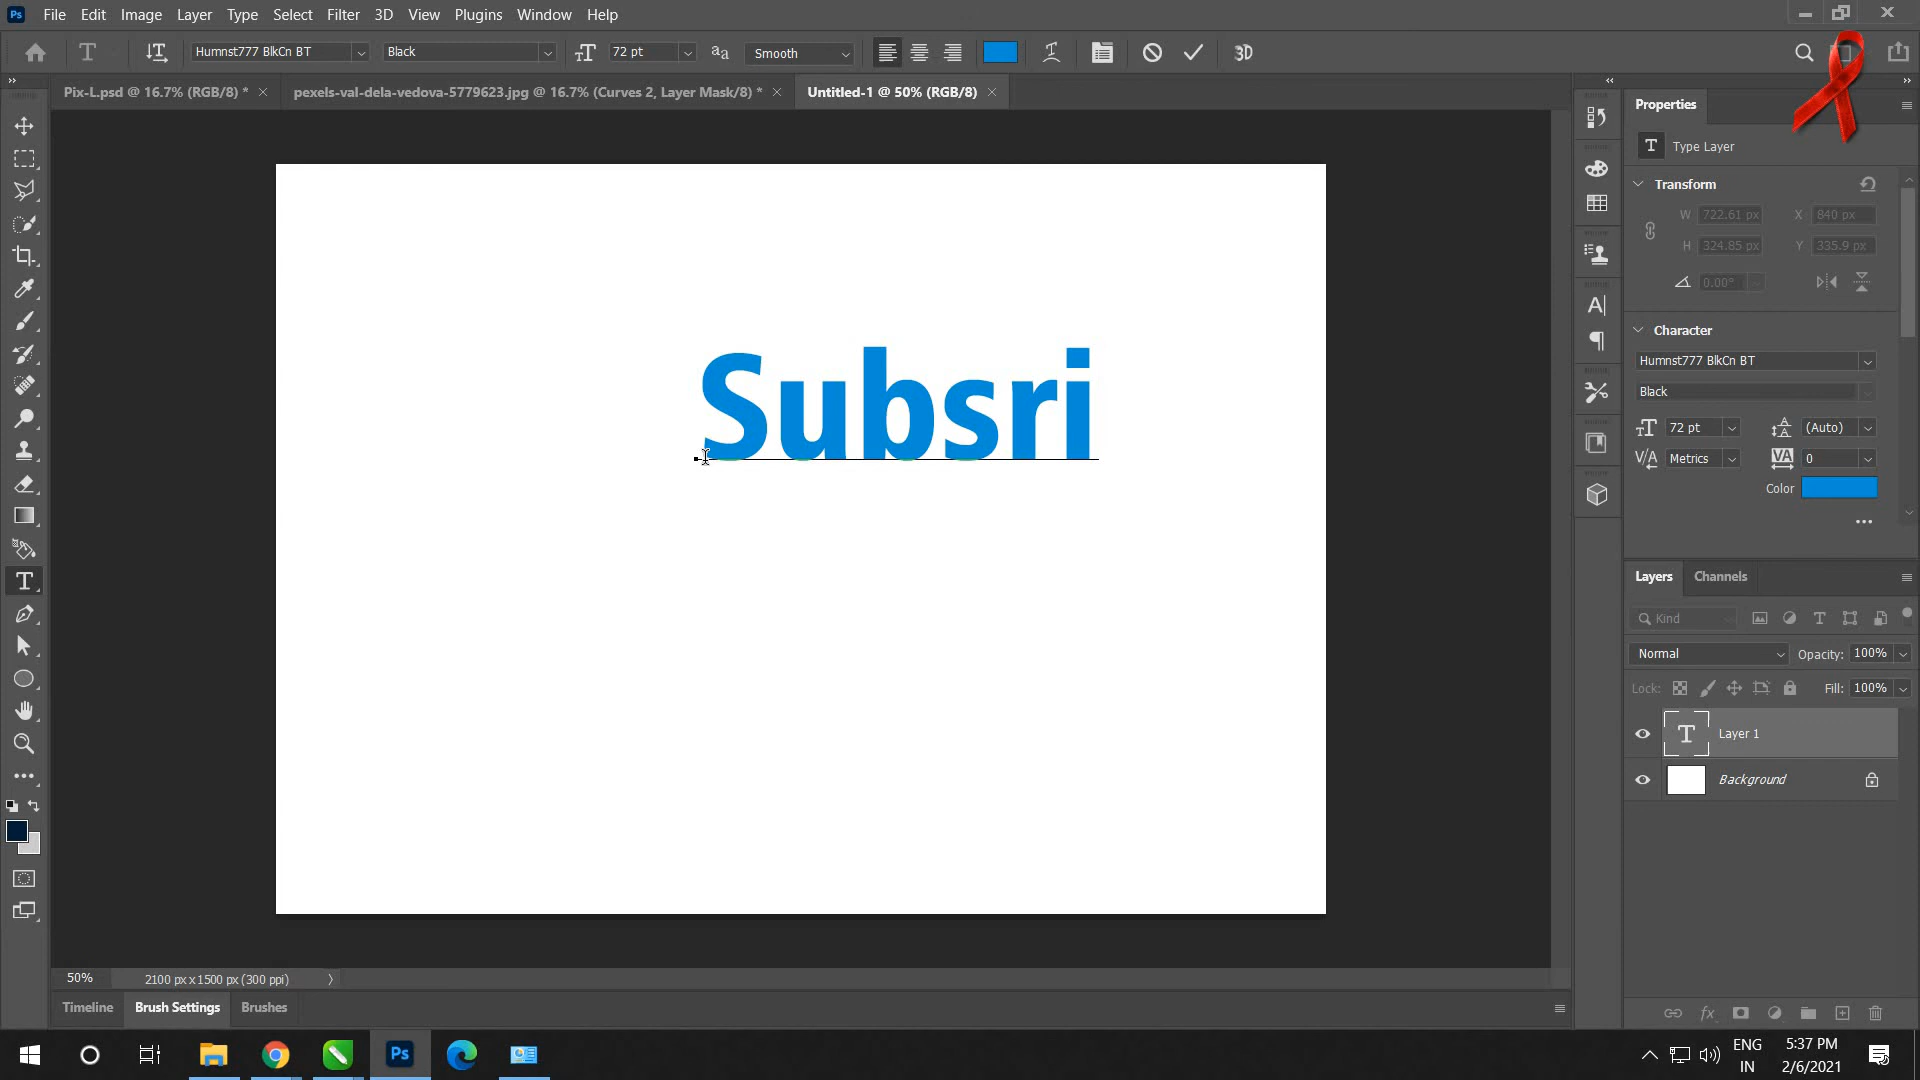 Ps File Edit Image Layer Type Select Filter 3D View Plugins Window Help
Humnst777 BlkCn BT Black 72 pt aa Smooth 3D
Pix-L.psd @ 16.7% (RGB/8) * pexels-val-dela-vedova-5779623.jpg @ 16.7% (Curves 2, Layer Mask/8) * Untitled-1 @ 50% (RGB/8)
Properties
T Type Layer
Transform
W 722.61 px X 840 px
H 324.85 px Y 335.9 px
0.00°
Character
Humnst777 BlkCn BT
Black
72 pt (Auto)
V/A Metrics VA 0
Color
Subsri
Layers Channels
Kind
Normal Opacity: 100%
Lock: Fill: 100%
T Layer 1
Background
fx
50% 2100 px x 1500 px (300 ppi)
Timeline Brush Settings Brushes
Ps
ENG
IN
5:37 PM
2/6/2021